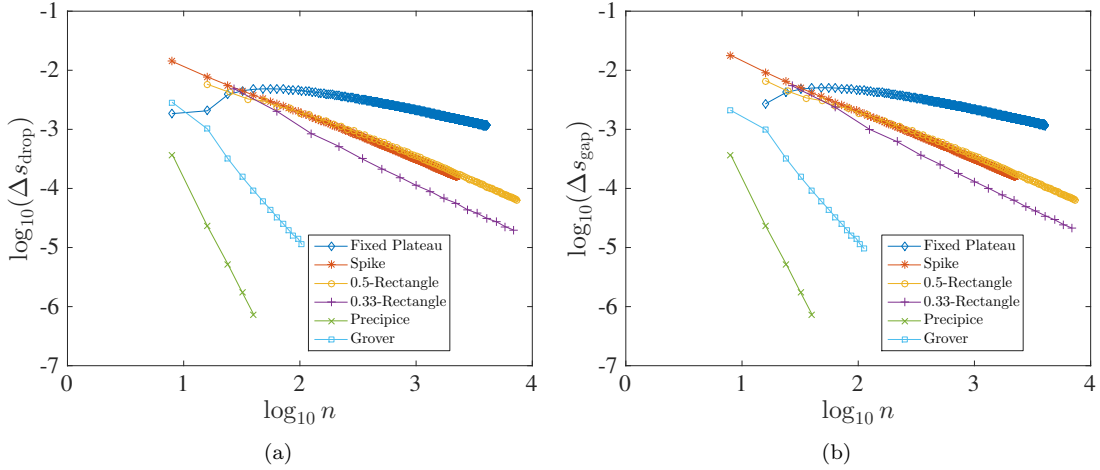 -1
-2
-3
-4
-5
-6
-7
0
1
2
3
4
log₁₀(Δs_drop)
log₁₀ n
Fixed Plateau
Spike
0.5-Rectangle
0.33-Rectangle
Precipice
Grover
(a)
-1
-2
-3
-4
-5
-6
-7
0
1
2
3
4
log₁₀(Δs_gap)
log₁₀ n
Fixed Plateau
Spike
0.5-Rectangle
0.33-Rectangle
Precipice
Grover
(b)